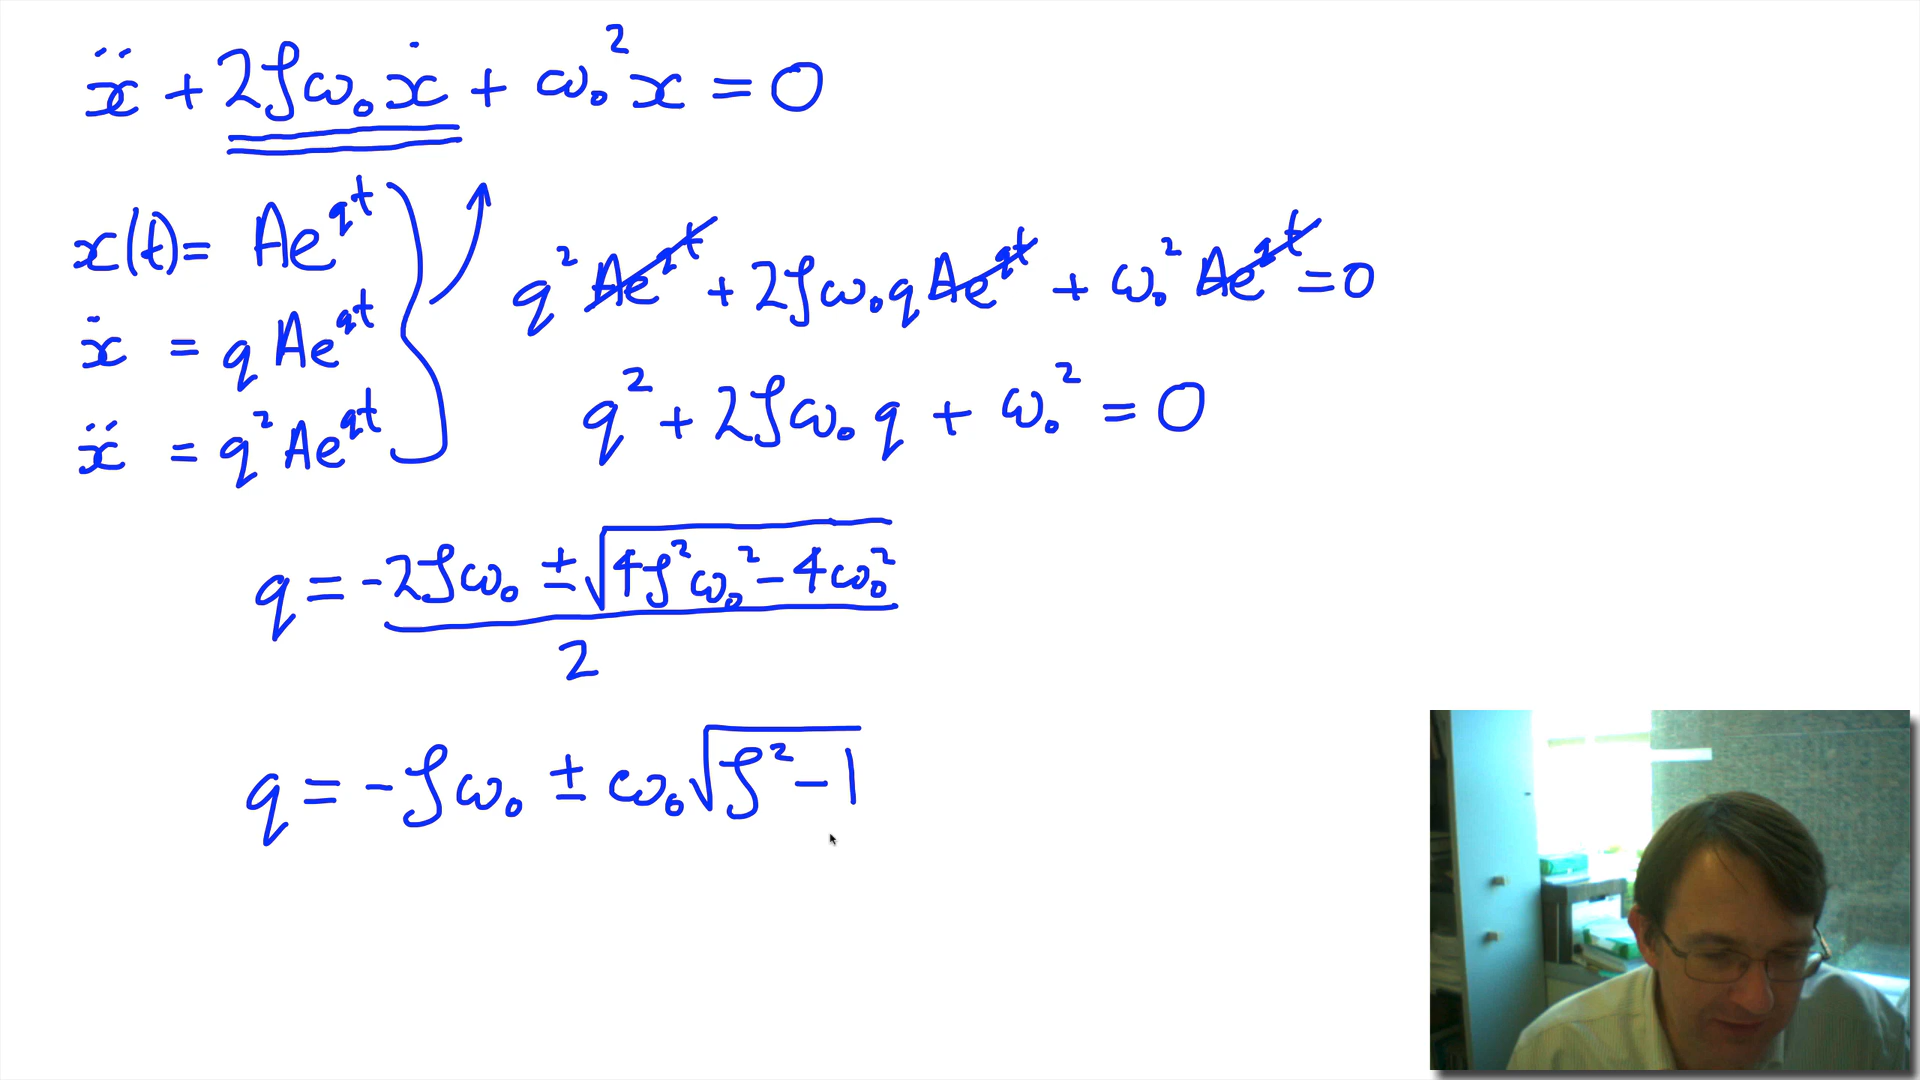 ẍ + 2ζω₀ẋ + ω₀²x = 0
x(t) = Ae^{qt}
ẋ = qAe^{qt}
ẍ = q²Ae^{qt}
q²Ae^{qt} + 2ζω₀qAe^{qt} + ω₀²Ae^{qt} = 0
q² + 2ζω₀q + ω₀² = 0
q = (-2ζω₀ ± √(4ζ²ω₀² - 4ω₀²)) / 2
q = -ζω₀ ± ω₀√(ζ² - 1)